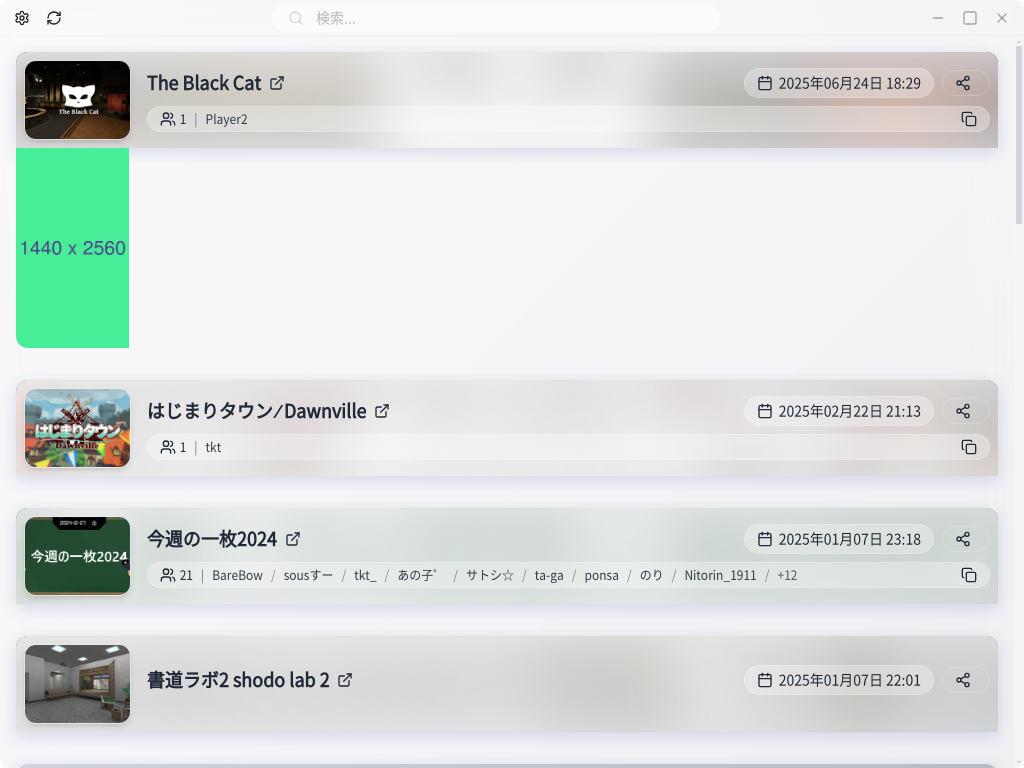 検索...
The Black Cat
The Black Cat
2025年06月24日 18:29
1 | Player2
1440 x 2560
はじまりタウン
Dawnville
はじまりタウン⁄Dawnville
2025年02月22日 21:13
1 | tkt
今週の一枚2024
今週の一枚2024
2025年01月07日 23:18
21 | BareBow / sousすー / tkt_ / あの子゜ / サトシ☆ / ta-ga / ponsa / のり / Nitorin_1911 / +12
書道ラボ2 shodo lab 2
2025年01月07日 22:01